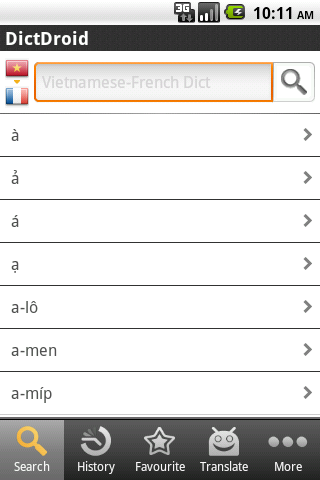 3G
10:11 AM
DictDroid
Vietnamese-French Dict
à
ả
á
ạ
a-lô
a-men
a-míp
Search
History
Favourite
Translate
More